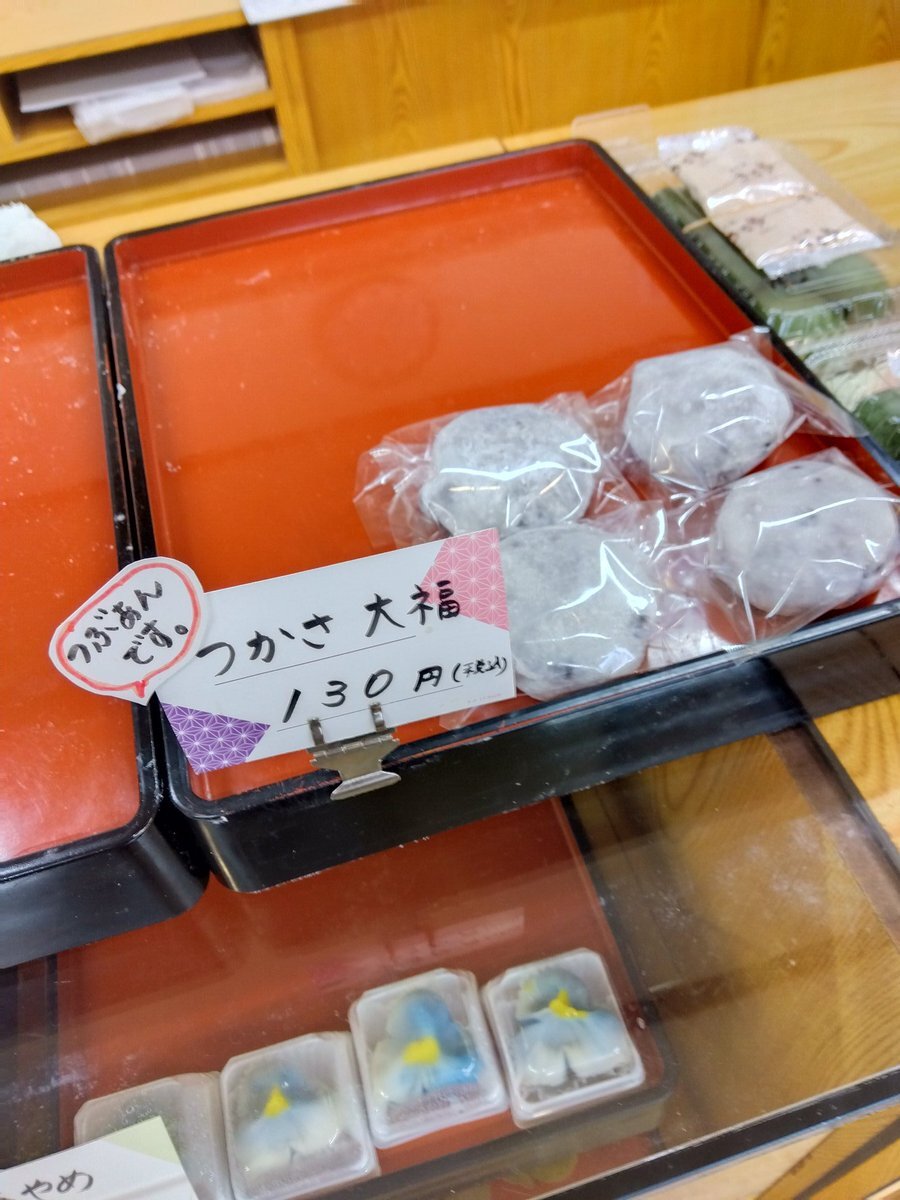 つぶあん
です。
つかさ 大福
130円(税込)
やめ